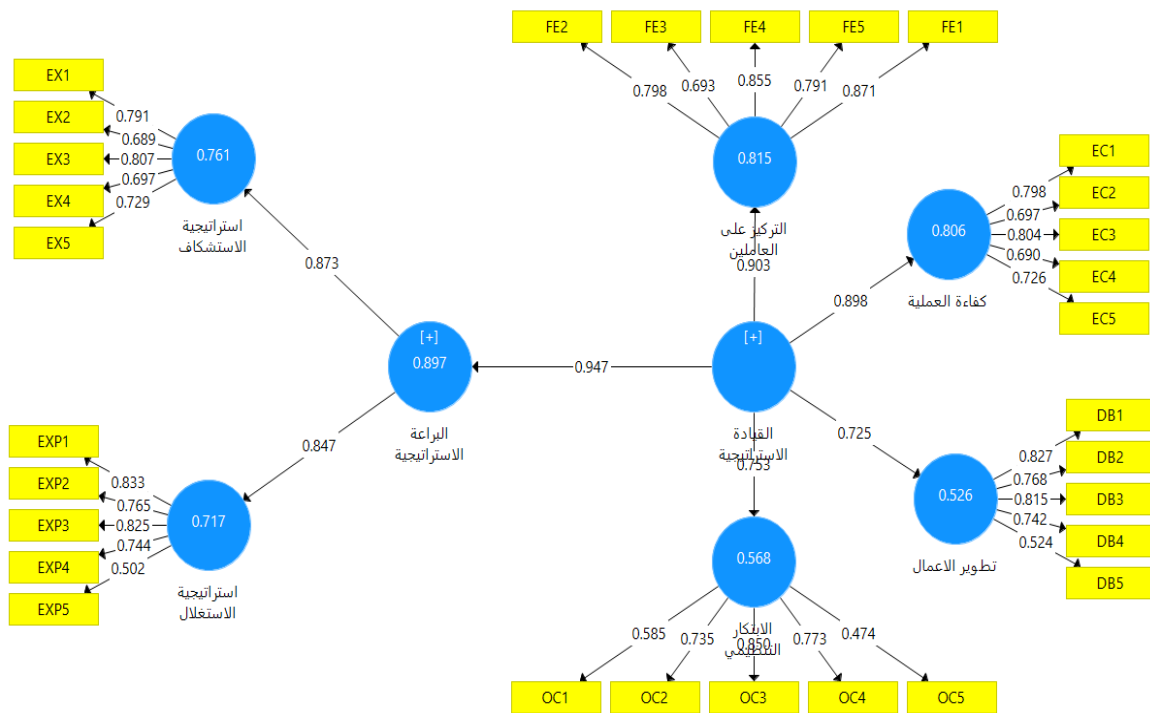 FE2 FE3 FE4 FE5 FE1
0.798 0.693 0.855 0.791 0.871
0.815
التركيز على
العاملين
0.903
EX1
EX2
EX3
EX4
EX5
0.791
0.689
0.807
0.697
0.729
0.761
استراتيجية
الاستشكاف
0.873
EC1
EC2
EC3
EC4
EC5
0.798
0.697
0.804
0.690
0.726
0.806
كفاءة العملية
0.898
[+]
0.897
البراعة
الاستراتيجية
0.947
[+]
القيادة
الاستراتيجية
0.753
0.725
0.847
EXP1
EXP2
EXP3
EXP4
EXP5
0.833
0.765
0.825
0.744
0.502
0.717
استراتيجية
الاستغلال
DB1
DB2
DB3
DB4
DB5
0.827
0.768
0.815
0.742
0.524
0.526
تطوير الاعمال
0.568
الابتكار
التنظيمي
0.585 0.735 0.850 0.773 0.474
OC1 OC2 OC3 OC4 OC5